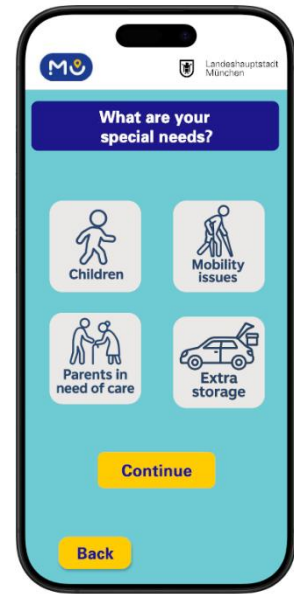 MU
Landeshauptstadt
München
What are your
special needs?
Children
Mobility
issues
Parents in
need of care
Extra
storage
Continue
Back